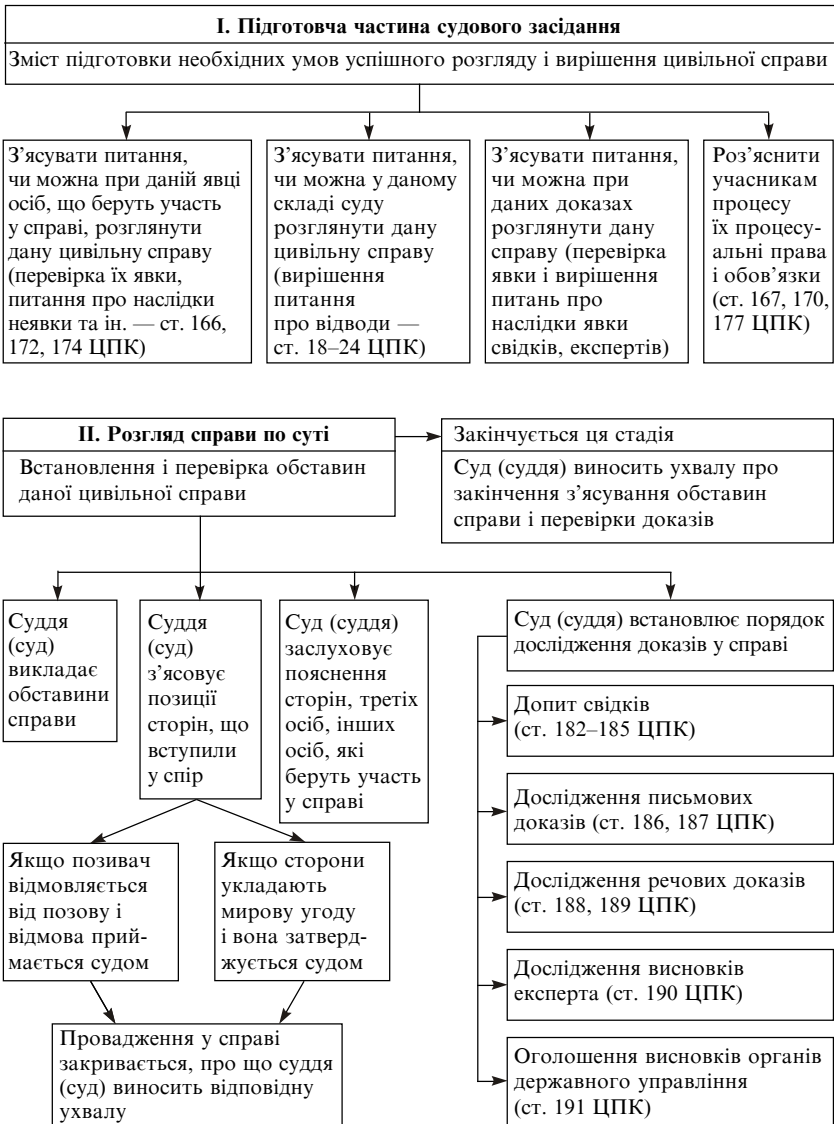 І. Підготовча частина судового засідання
Зміст підготовки необхідних умов успішного розгляду і вирішення цивільної справи
З'ясувати питання,
чи можна при даній явці
осіб, що беруть участь
у справі, розглянути
дану цивільну справу
(перевірка їх явки,
питання про наслідки
неявки та ін. — ст. 166,
172, 174 ЦПК)
З'ясувати питання,
чи можна у даному
складі суду
розглянути дану
цивільну справу
(вирішення
питання
про відводи —
ст. 18–24 ЦПК)
З'ясувати питання,
чи можна при
даних доказах
розглянути дану
справу (перевірка
явки і вирішення
питань про
наслідки явки
свідків, експертів)
Роз'яснити
учасникам
процесу
їх процесу-
альні права
і обов'язки
(ст. 167, 170,
177 ЦПК)
ІІ. Розгляд справи по суті
Встановлення і перевірка обставин
даної цивільної справи
Закінчується ця стадія
Суд (суддя) виносить ухвалу про
закінчення з'ясування обставин
справи і перевірки доказів
Суддя
(суд)
викладає
обставини
справи
Суддя
(суд)
з'ясовує
позиції
сторін, що
вступили
у спір
Суд (суддя)
заслуховує
пояснення
сторін, третіх
осіб, інших
осіб, які
беруть участь
у справі
Суд (суддя) встановлює порядок
дослідження доказів у справі
Допит свідків
(ст. 182–185 ЦПК)
Дослідження письмових
доказів (ст. 186, 187 ЦПК)
Дослідження речових доказів
(ст. 188, 189 ЦПК)
Дослідження висновків
експерта (ст. 190 ЦПК)
Оголошення висновків органів
державного управління
(ст. 191 ЦПК)
Якщо позивач
відмовляється
від позову і
відмова прий-
мається судом
Якщо сторони
укладають
мирову угоду
і вона затверд-
жується судом
Провадження у справі
закривається, про що суддя
(суд) виносить відповідну
ухвалу